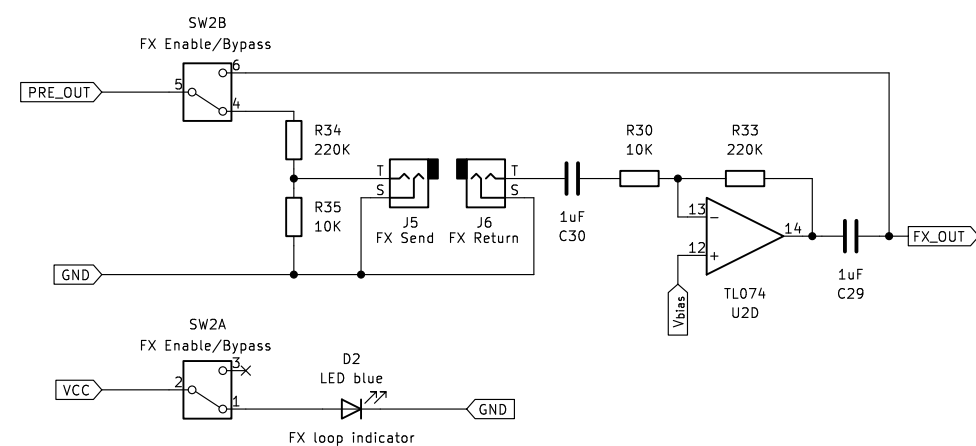 SW2B
FX Enable/Bypass
6
5
PRE_OUT
4
R34
220K
R30
10K
R33
220K
T
T
S
S
R35
10K
J5
FX Send
J6
FX Return
1uF
C30
13
−
14
12
+
FX_OUT
GND
1uF
C29
TL074
U2D
Vbias
SW2A
FX Enable/Bypass
3
2
VCC
1
D2
LED blue
GND
FX loop indicator